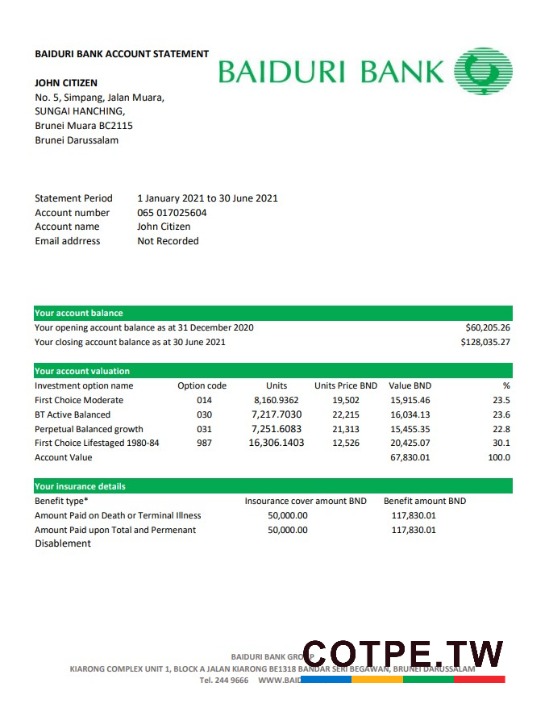 BAIDURI BANK ACCOUNT STATEMENT
BAIDURI BANK
JOHN CITIZEN
No. 5, Simpang, Jalan Muara,
SUNGAI HANCHING,
Brunei Muara BC2115
Brunei Darussalam
Statement Period 1 January 2021 to 30 June 2021
Account number 065 017025604
Account name John Citizen
Email addrress Not Recorded
Your account balance
Your opening account balance as at 31 December 2020 $60,205.26
Your closing account balance as at 30 June 2021 $128,035.27
Your account valuation
Investment option name Option code Units Units Price BND Value BND %
First Choice Moderate 014 8,160.9362 19,502 15,915.46 23.5
BT Active Balanced 030 7,217.7030 22,215 16,034.13 23.6
Perpetual Balanced growth 031 7,251.6083 21,313 15,455.35 22.8
First Choice Lifestaged 1980-84 987 16,306.1403 12,526 20,425.07 30.1
Account Value 67,830.01 100.0
Your insurance details
Benefit type* Insourance cover amount BND Benefit amount BND
Amount Paid on Death or Terminal Illness 50,000.00 117,830.01
Amount Paid upon Total and Permenant 50,000.00 117,830.01
Disablement
BAIDURI BANK
COTPE.TW
KIARONG COMPLEX UNIT 1, BLOCK A JALAN KIARONG BE1318 BANDAR SERI BEGAWAN, BRUNEI DARUSSALAM
Tel. 244 9666